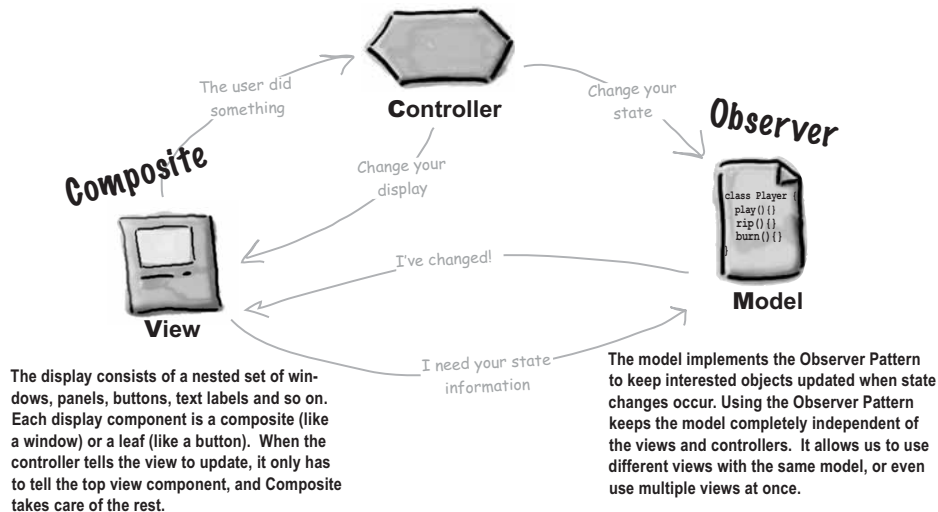 The user did
something
Controller
Change your
state
Observer
Composite
Change your
display
class Player {
play(){}
rip(){}
burn(){}
}
I've changed!
View
Model
I need your state
information
The display consists of a nested set of win-
dows, panels, buttons, text labels and so on.
Each display component is a composite (like
a window) or a leaf (like a button). When the
controller tells the view to update, it only has
to tell the top view component, and Composite
takes care of the rest.
The model implements the Observer Pattern
to keep interested objects updated when state
changes occur. Using the Observer Pattern
keeps the model completely independent of
the views and controllers. It allows us to use
different views with the same model, or even
use multiple views at once.